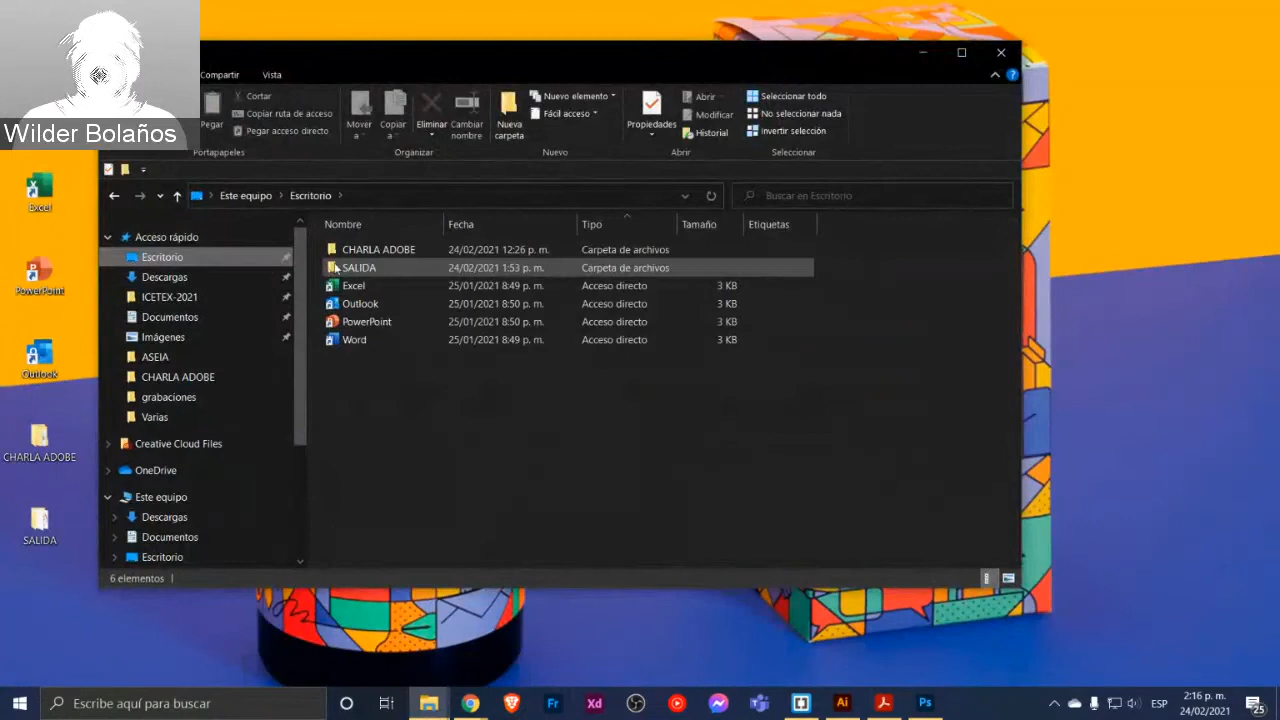 Wilder Bolaños
Compartir Vista
Pegar
Cortar
Copiar ruta de acceso
Pegar acceso directo
Portapapeles
Mover a
Copiar a
Eliminar
Cambiar nombre
Organizar
Nueva carpeta
Nuevo elemento
Fácil acceso
Nuevo
Propiedades
Abrir
Modificar
Historial
Abrir
Seleccionar todo
No seleccionar nada
Invertir selección
Seleccionar
Este equipo > Escritorio >
Buscar en Escritorio
Nombre Fecha Tipo Tamaño Etiquetas
CHARLA ADOBE 24/02/2021 12:26 p. m. Carpeta de archivos
SALIDA 24/02/2021 1:53 p. m. Carpeta de archivos
Excel 25/01/2021 8:49 p. m. Acceso directo 3 KB
Outlook 25/01/2021 8:50 p. m. Acceso directo 3 KB
PowerPoint 25/01/2021 8:50 p. m. Acceso directo 3 KB
Word 25/01/2021 8:49 p. m. Acceso directo 3 KB
Acceso rápido
Escritorio
Descargas
ICETEX-2021
Documentos
Imágenes
ASEIA
CHARLA ADOBE
grabaciones
Varias
Creative Cloud Files
OneDrive
Este equipo
Descargas
Documentos
Escritorio
6 elementos
Excel
PowerPoint
Outlook
CHARLA ADOBE
SALIDA
Escribe aquí para buscar
Fr
Xd
Ai
Ps
ESP
2:16 p. m.
24/02/2021
25